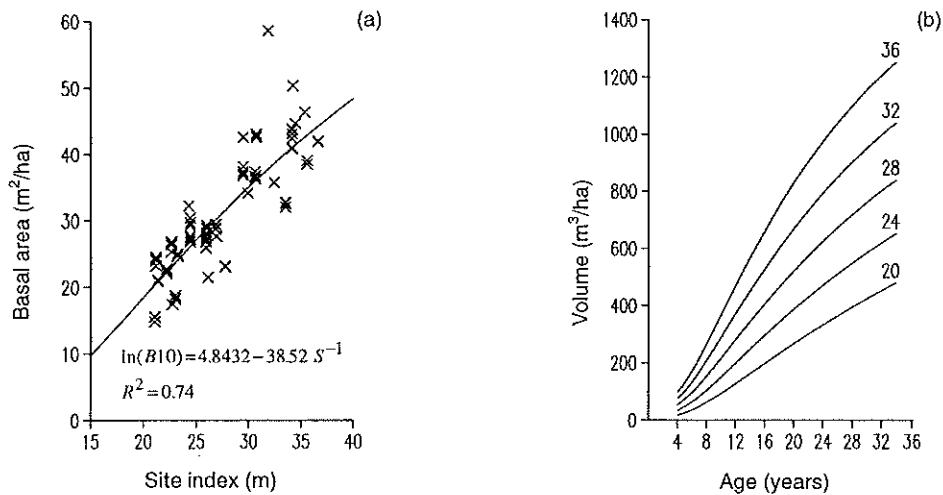 (a)
60
50
40
30
20
10
0
Basal area (m²/ha)
ln(B10)=4.8432−38.52 S⁻¹
R²=0.74
15 20 25 30 35 40
Site index (m)
(b)
1400
1200
1000
800
600
400
200
0
Volume (m³/ha)
36
32
28
24
20
4 8 12 16 20 24 28 32 36
Age (years)